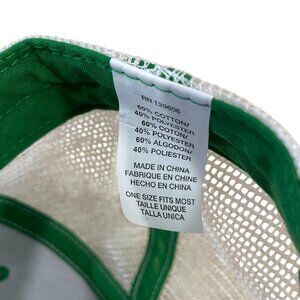 RN 129606
60% COTTON/
40% POLYESTER
60% COTON/
40% POLYESTER
60% ALGODON/
40% POLIESTER
MADE IN CHINA
FABRIQUE EN CHINE
HECHO EN CHINA
ONE SIZE FITS MOST
TAILLE UNIQUE
TALLA UNICA